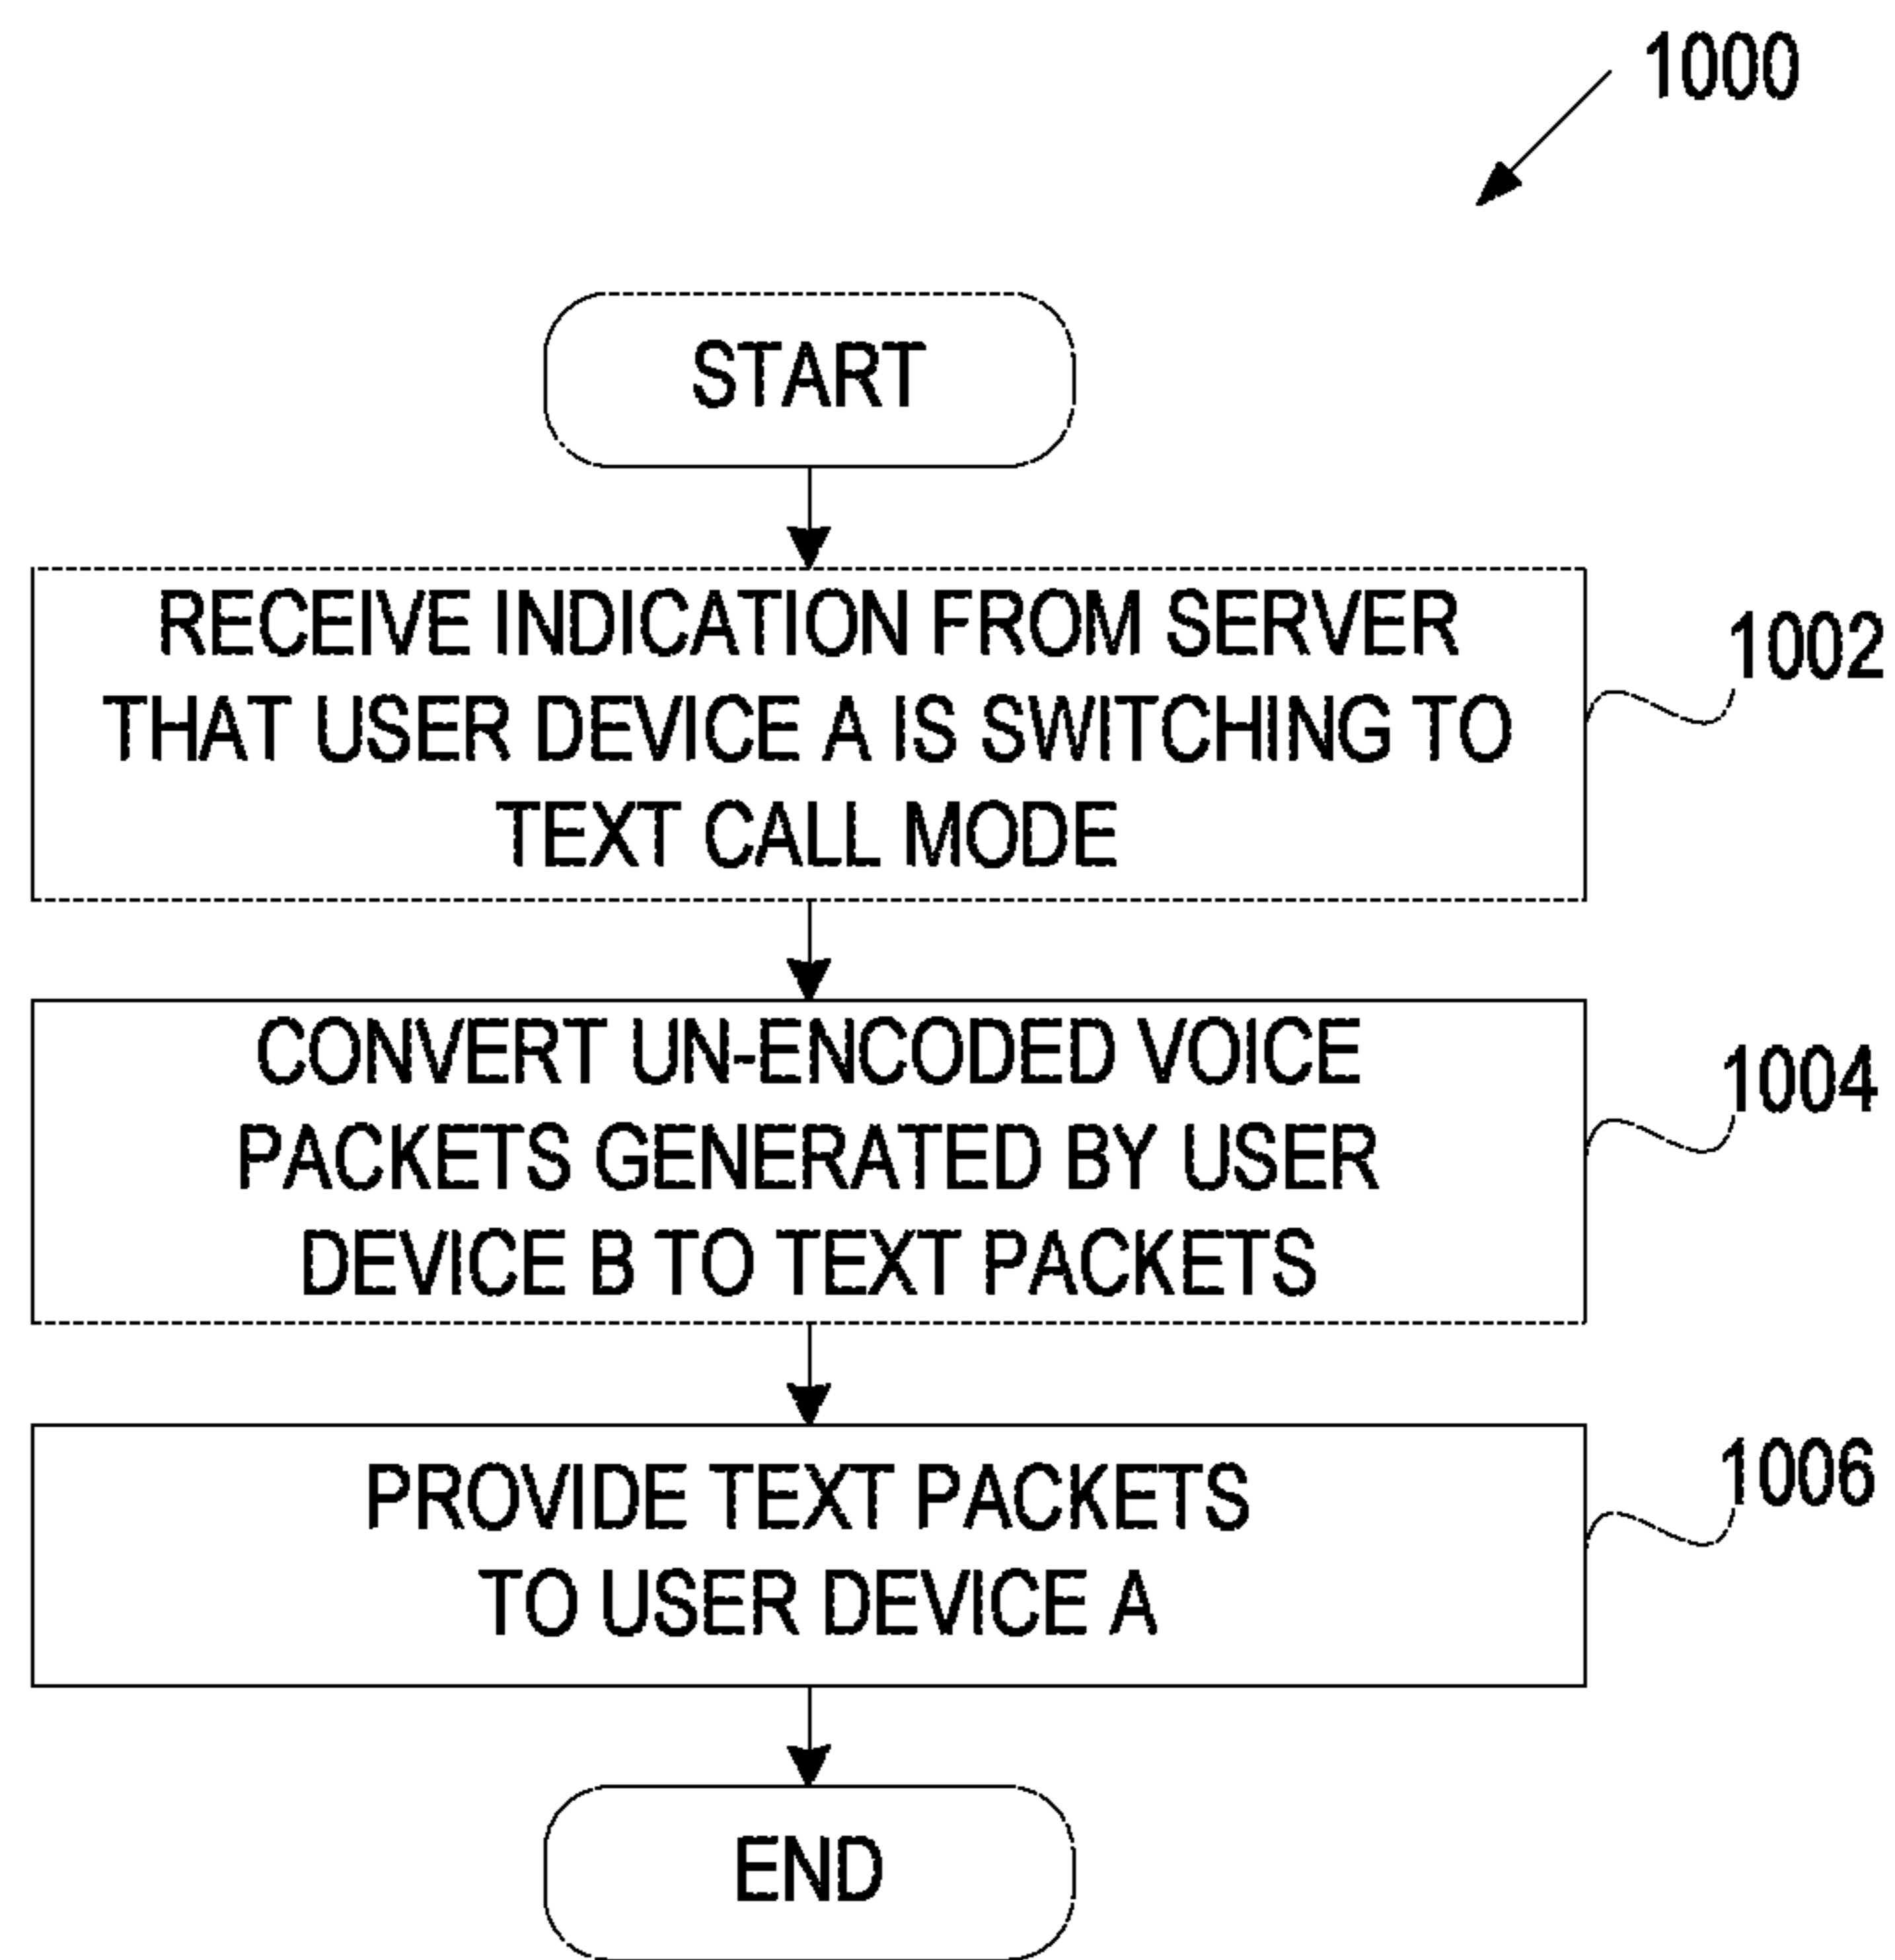 1000
START
RECEIVE INDICATION FROM SERVER
THAT USER DEVICE A IS SWITCHING TO
TEXT CALL MODE
1002
CONVERT UN-ENCODED VOICE
PACKETS GENERATED BY USER
DEVICE B TO TEXT PACKETS
1004
PROVIDE TEXT PACKETS
TO USER DEVICE A
1006
END